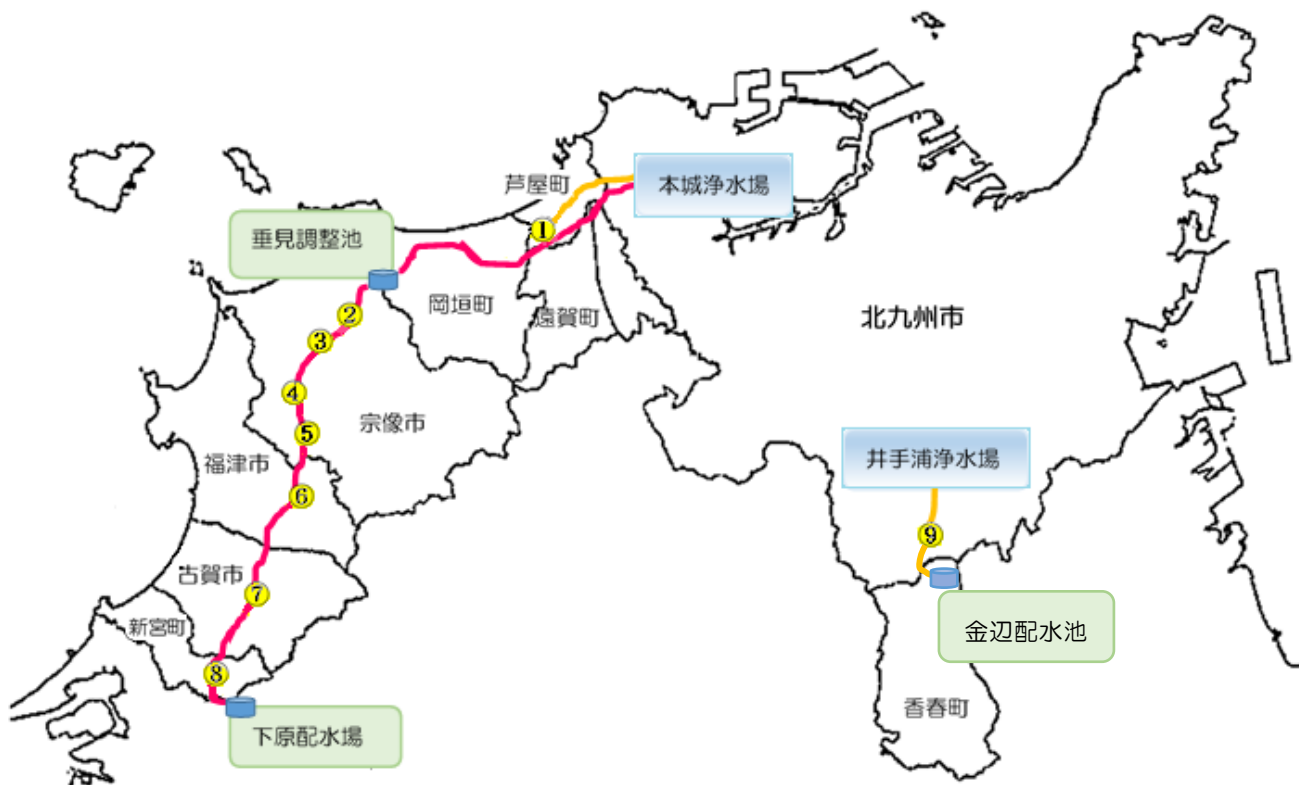 芦屋町
本城浄水場
①
垂見調整池
岡垣町
遠賀町
北九州市
②
③
④
宗像市
⑤
福津市
井手浦浄水場
⑥
⑨
古賀市
⑦
新宮町
金辺配水池
⑧
香春町
下原配水場